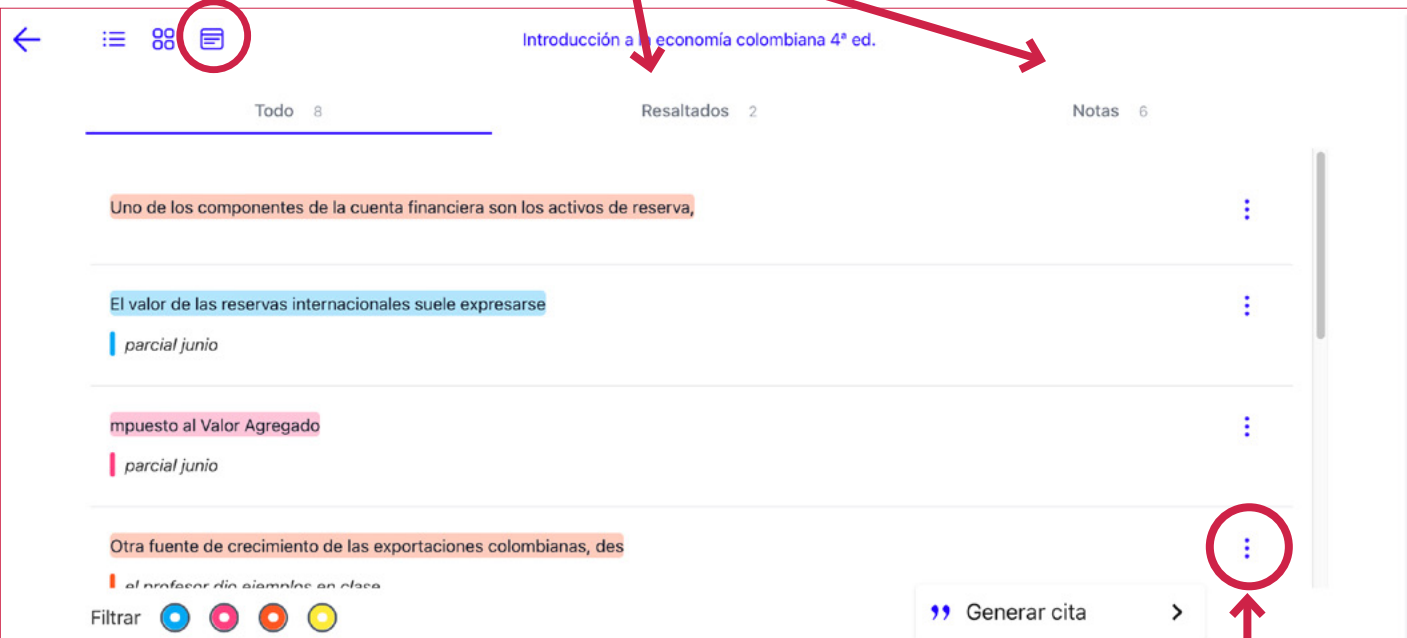 Introducción a la economía colombiana 4ª ed.
Todo 8 Resaltados 2 Notas 6
Uno de los componentes de la cuenta financiera son los activos de reserva,
El valor de las reservas internacionales suele expresarse
parcial junio
mpuesto al Valor Agregado
parcial junio
Otra fuente de crecimiento de las exportaciones colombianas, des
el profesor dio ejemplos en clase
Filtrar
Generar cita